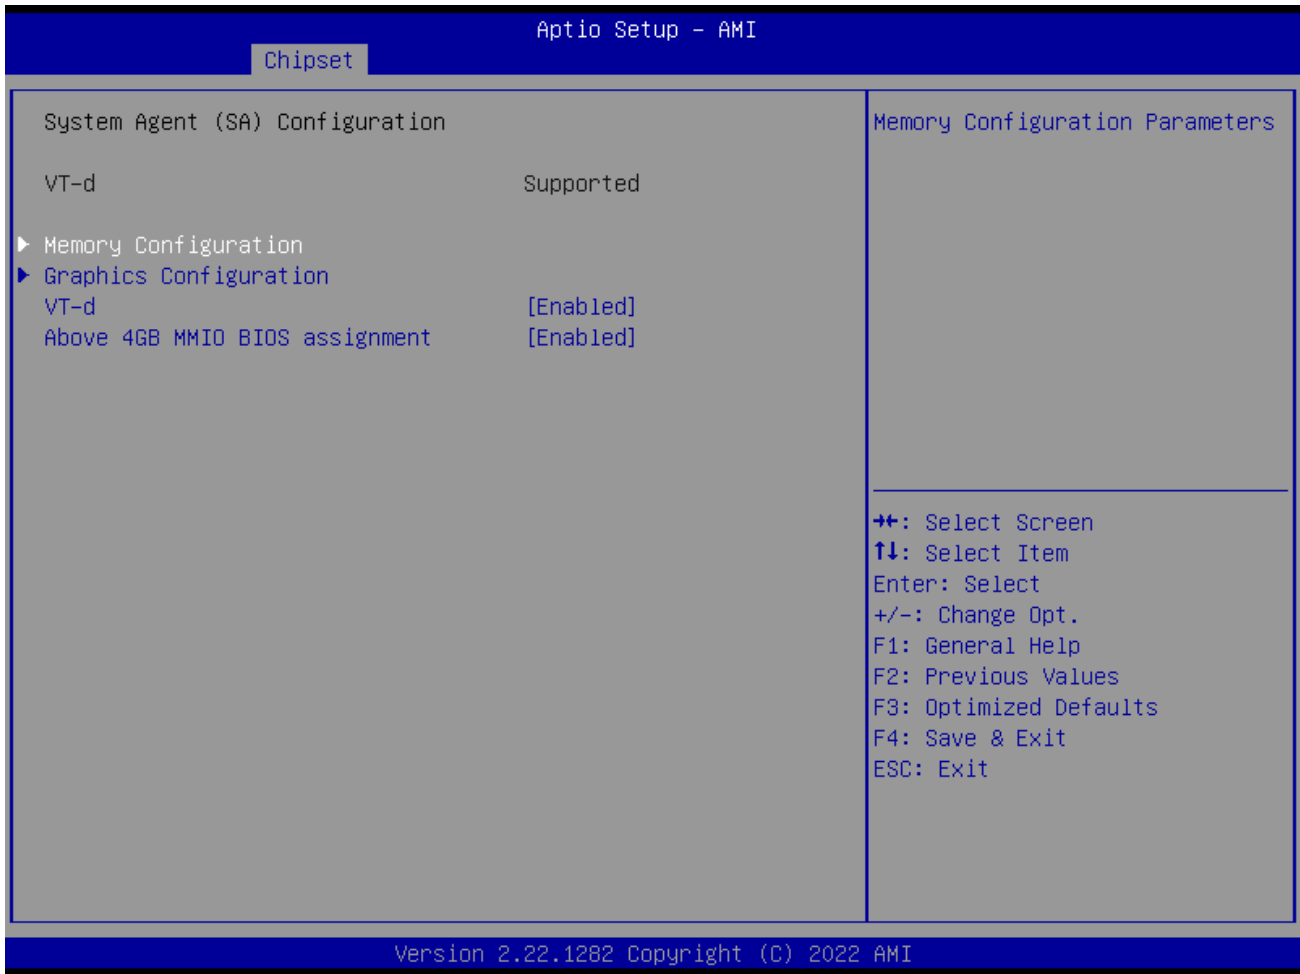 Aptio Setup – AMI
Chipset
System Agent (SA) Configuration
VT-d Supported
▶ Memory Configuration
▶ Graphics Configuration
VT-d [Enabled]
Above 4GB MMIO BIOS assignment [Enabled]
Memory Configuration Parameters
→←: Select Screen
↑↓: Select Item
Enter: Select
+/-: Change Opt.
F1: General Help
F2: Previous Values
F3: Optimized Defaults
F4: Save & Exit
ESC: Exit
Version 2.22.1282 Copyright (C) 2022 AMI